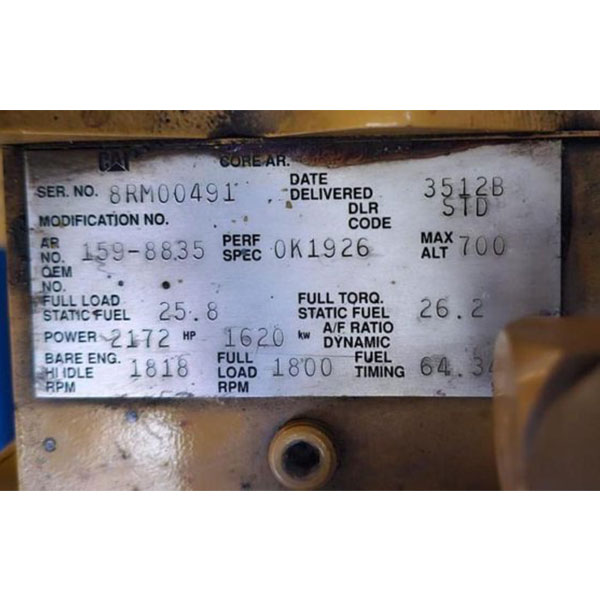 CAT CORE AR.
SER. NO. 8RM00491 DATE DELIVERED 3512B
MODIFICATION NO. DLR CODE STD
AR NO. 159-8835 PERF SPEC 0K1926 MAX ALT 700
OEM NO.
FULL LOAD STATIC FUEL 25.8 FULL TORQ. STATIC FUEL 26.2
POWER 2172 HP 1620 kw A/F RATIO DYNAMIC
BARE ENG. HI IDLE RPM 1818 FULL LOAD RPM 1800 FUEL TIMING 64.34